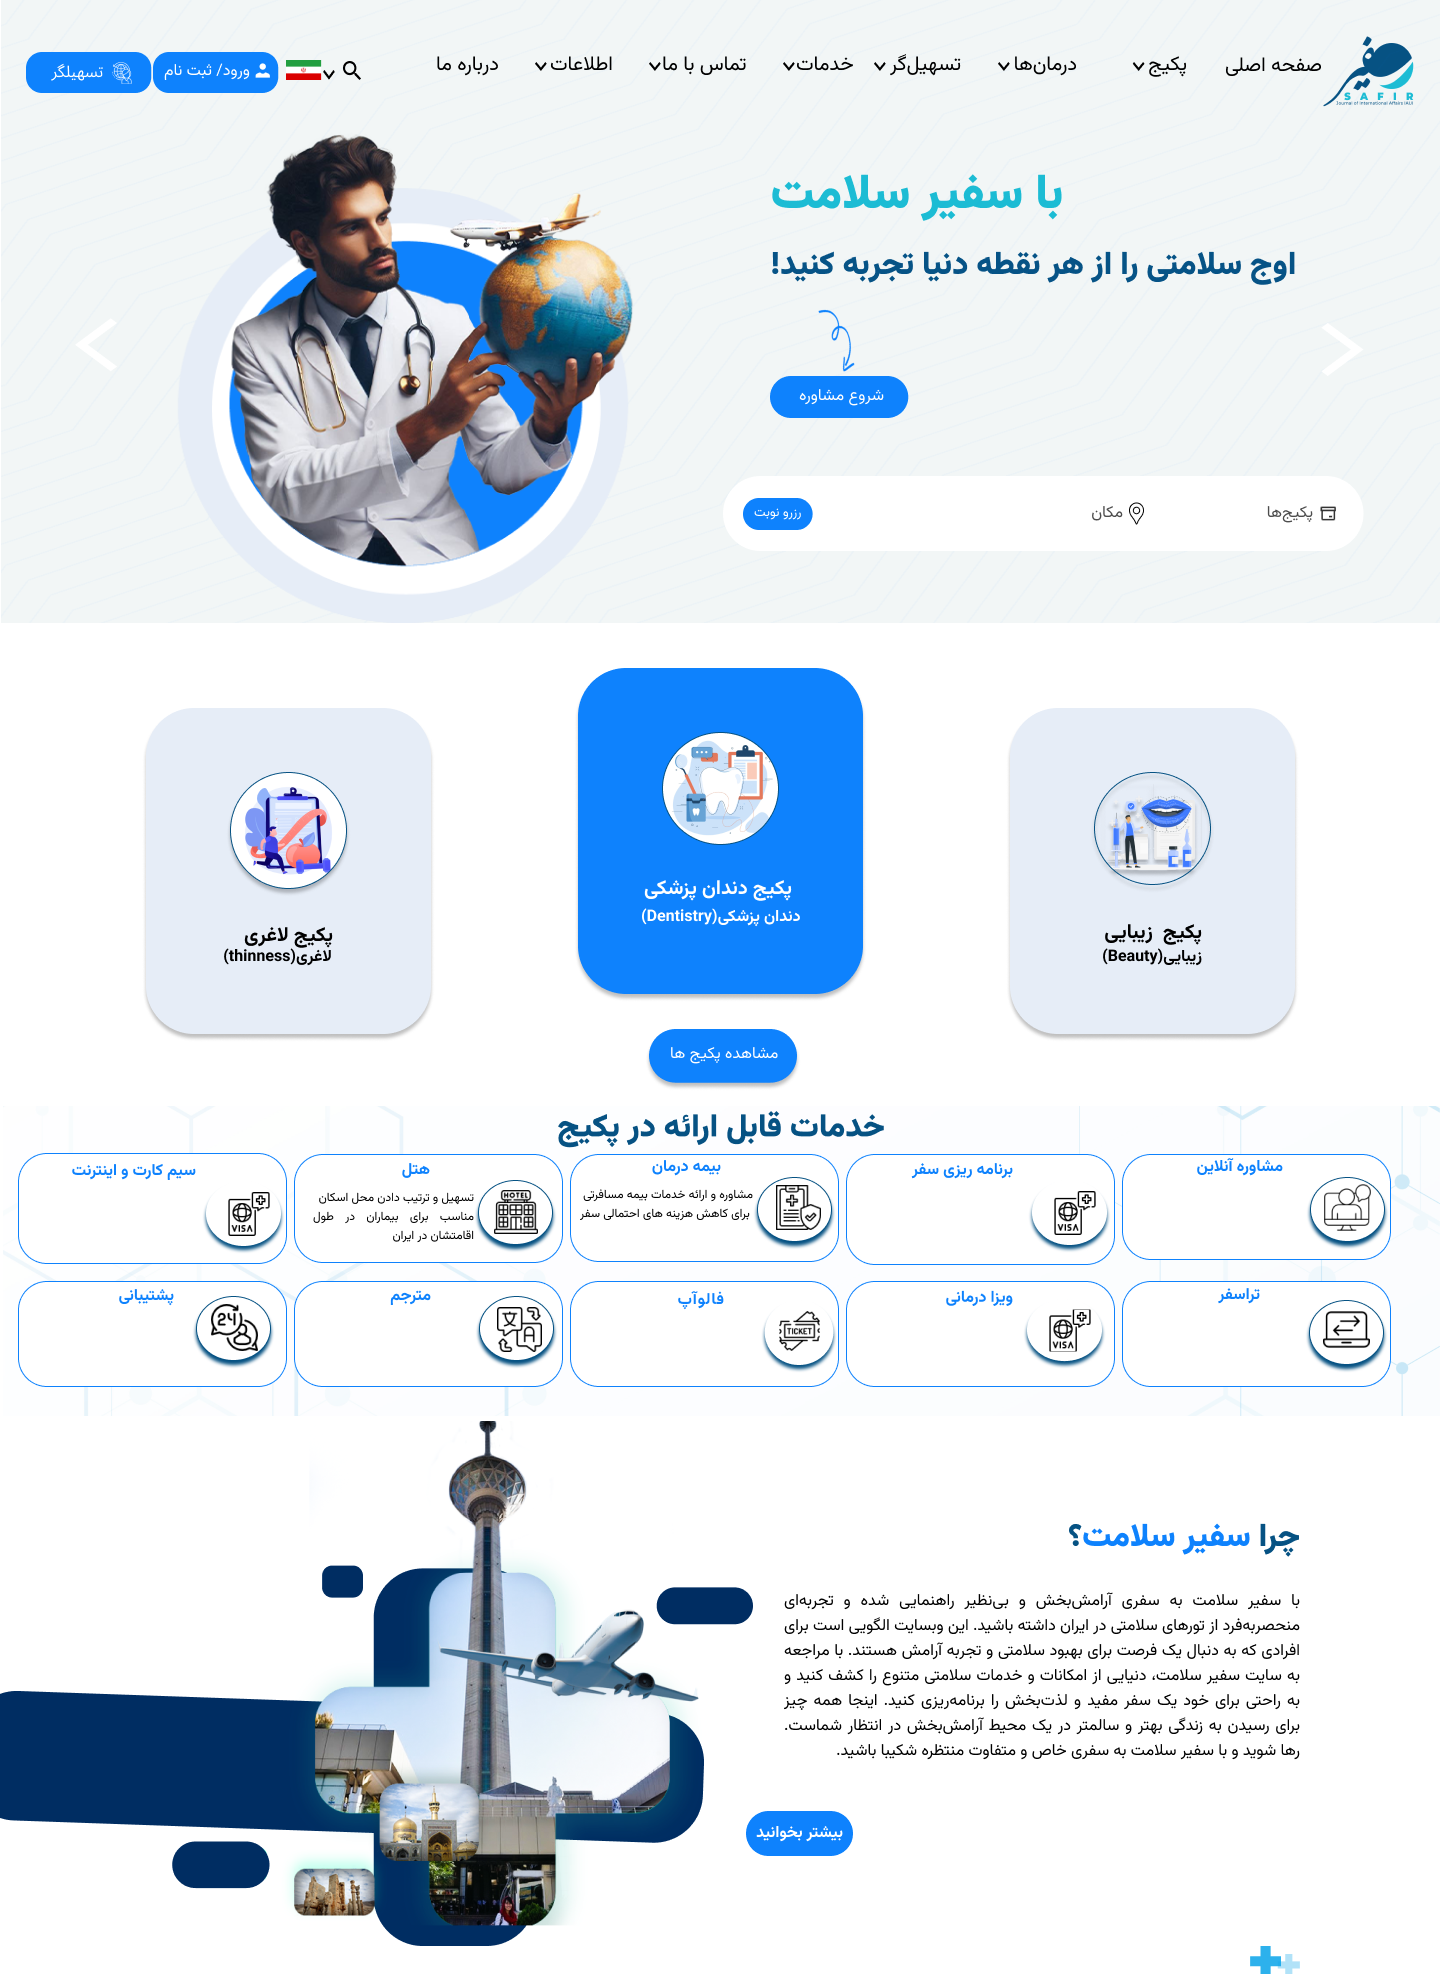 سفیر
SAFIR
Journal of International Affairs IAU
صفحه اصلی
پکیج
درمان‌ها
تسهیل‌گر
خدمات
تماس با ما
اطلاعات
درباره ما
ورود/ ثبت نام
تسهیلگر
با سفیر سلامت
اوج سلامتی را از هر نقطه دنیا تجربه کنید!
شروع مشاوره
پکیج‌ها
مکان
رزرو نوبت
پکیج زیبایی
زیبایی(Beauty)
پکیج دندان پزشکی
دندان پزشکی(Dentistry)
پکیج لاغری
لاغری(thinness)
مشاهده پکیج ها
خدمات قابل ارائه در پکیج
مشاوره آنلاین
برنامه ریزی سفر
VISA
بیمه درمان
مشاوره و ارائه خدمات بیمه مسافرتی
برای کاهش هزینه های احتمالی سفر
هتل
HOTEL
تسهیل و ترتیب دادن محل اسکان
مناسب برای بیماران در طول
اقامتشان در ایران
سیم کارت و اینترنت
VISA
تراسفر
ویزا درمانی
VISA
فالوآپ
TICKET
مترجم
文
A
پشتیبانی
24
چرا سفیر سلامت؟
با سفیر سلامت به سفری آرامش‌بخش و بی‌نظیر راهنمایی شده و تجربه‌ای
منحصربه‌فرد از تورهای سلامتی در ایران داشته باشید. این وبسایت الگویی است برای
افرادی که به دنبال یک فرصت برای بهبود سلامتی و تجربه آرامش هستند. با مراجعه
به سایت سفیر سلامت، دنیایی از امکانات و خدمات سلامتی متنوع را کشف کنید و
به راحتی برای خود یک سفر مفید و لذت‌بخش را برنامه‌ریزی کنید. اینجا همه چیز
برای رسیدن به زندگی بهتر و سالمتر در یک محیط آرامش‌بخش در انتظار شماست.
رها شوید و با سفیر سلامت به سفری خاص و متفاوت منتظره شکیبا باشید.
بیشتر بخوانید